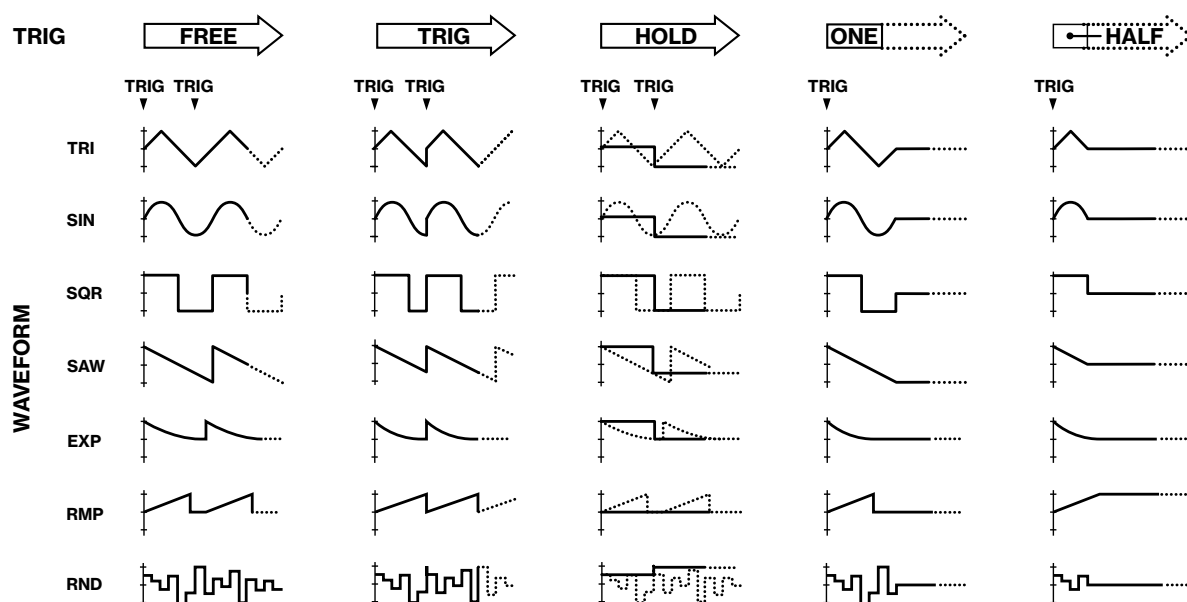 TRIG FREE TRIG HOLD ONE HALF
TRIG TRIG TRIG TRIG TRIG TRIG TRIG TRIG
TRI
SIN
SQR
SAW
EXP
RMP
RND
WAVEFORM